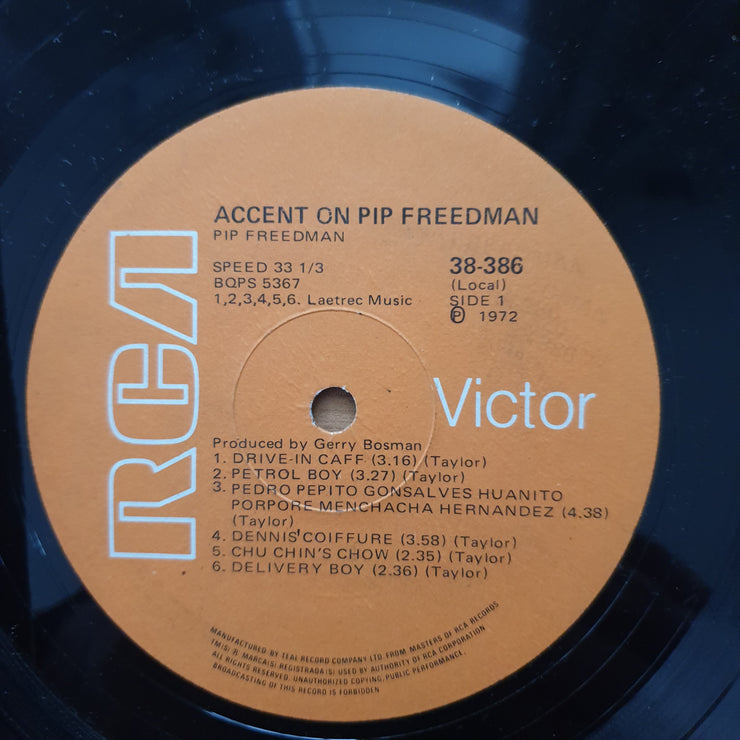 ACCENT ON PIP FREEDMAN
PIP FREEDMAN
SPEED 33 1/3
BQPS 5367
1,2,3,4,5,6. Laetrec Music
38-386
(Local)
SIDE 1
℗ 1972
RCA
Victor
Produced by Gerry Bosman
1. DRIVE-IN CAFF (3.16) (Taylor)
2. PETROL BOY (3.27) (Taylor)
3. PEDRO PEPITO GONSALVES HUANITO
PORPORE MENCHACHA HERNANDEZ (4.38)
(Taylor)
4. DENNIS'COIFFURE (3.58) (Taylor)
5. CHU CHIN'S CHOW (2.35) (Taylor)
6. DELIVERY BOY (2.36) (Taylor)
MANUFACTURED BY TEAL RECORD COMPANY LTD. FROM MASTERS OF RCA RECORDS
TM(S) ® MARCA(S) REGISTRADA(S) USED BY AUTHORITY OF RCA CORPORATION
ALL RIGHTS RESERVED. UNAUTHORIZED COPYING, PUBLIC PERFORMANCE,
BROADCASTING OF THIS RECORD IS FORBIDDEN